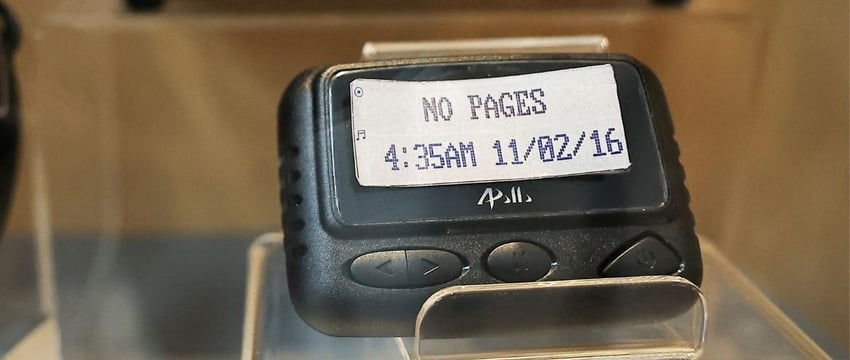 NO PAGES
4:35AM 11/02/16
Apollo